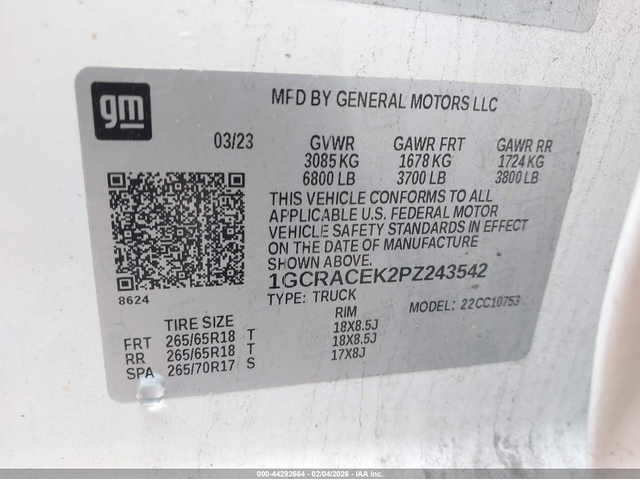 gm
MFD BY GENERAL MOTORS LLC
03/23 GVWR GAWR FRT GAWR RR
3085 KG 1678 KG 1724 KG
6800 LB 3700 LB 3800 LB
THIS VEHICLE CONFORMS TO ALL
APPLICABLE U.S. FEDERAL MOTOR
VEHICLE SAFETY STANDARDS IN EFFECT
ON THE DATE OF MANUFACTURE
SHOWN ABOVE.
1GCRACEK2PZ243542
8624
TYPE: TRUCK MODEL: 22CC10753
TIRE SIZE RIM
FRT 265/65R18 T 18X8.5J
RR 265/65R18 T 18X8.5J
SPA 265/70R17 S 17X8J
000-44292664 - 02/04/2026 - IAA Inc.